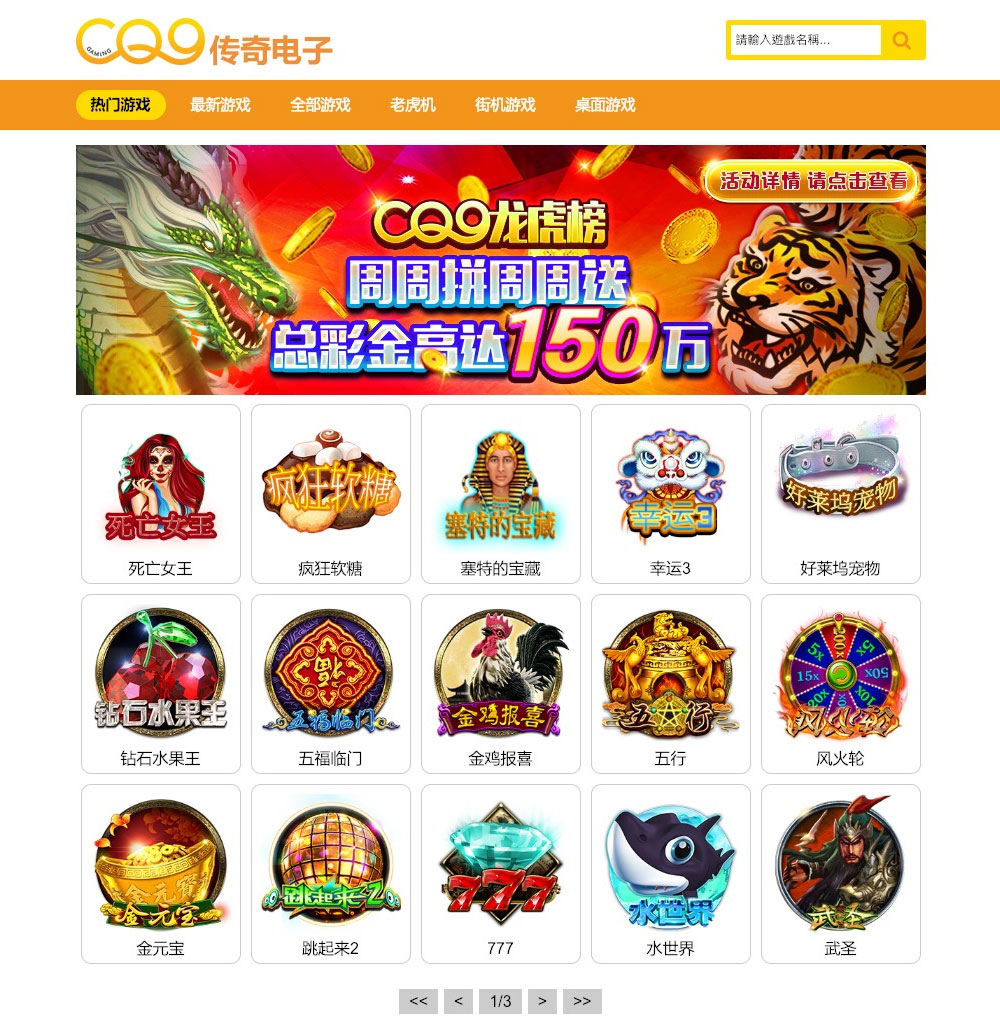 CQ9
GAMING
传奇电子
請輸入遊戲名稱...
热门游戏 最新游戏 全部游戏 老虎机 街机游戏 桌面游戏
活动详情 请点击查看
CQ9龙虎榜
周周拼周周送
总彩金高达150万
死亡女王 疯狂软糖 塞特的宝藏 幸运3 好莱坞宠物
死亡女王 疯狂软糖 塞特的宝藏 幸运3 好莱坞宠物
5x 5x 15x x05 20x x01
钻石水果王 五福临门 金鸡报喜 五行 风火轮
钻石水果王 五福临门 金鸡报喜 五行 风火轮
金元寶
金元宝 跳起来2 777 水世界 武圣
金元宝 跳起来2 777 水世界 武圣
<< < 1/3 > >>